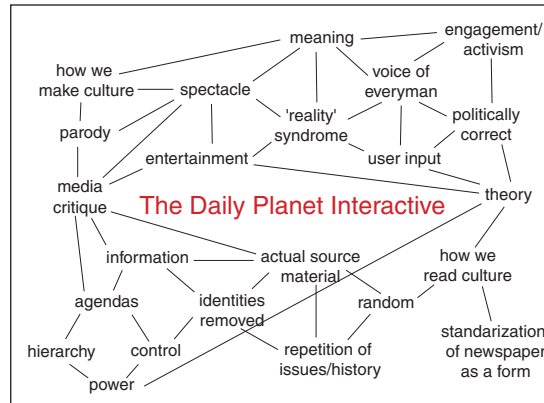 meaning
engagement/
activism
how we
make culture
spectacle
voice of
everyman
parody
'reality'
syndrome
politically
correct
entertainment
user input
media
critique
theory
The Daily Planet Interactive
information
actual source
material
how we
read culture
agendas
identities
removed
random
hierarchy
control
repetition of
issues/history
standarization
of newspaper
as a form
power